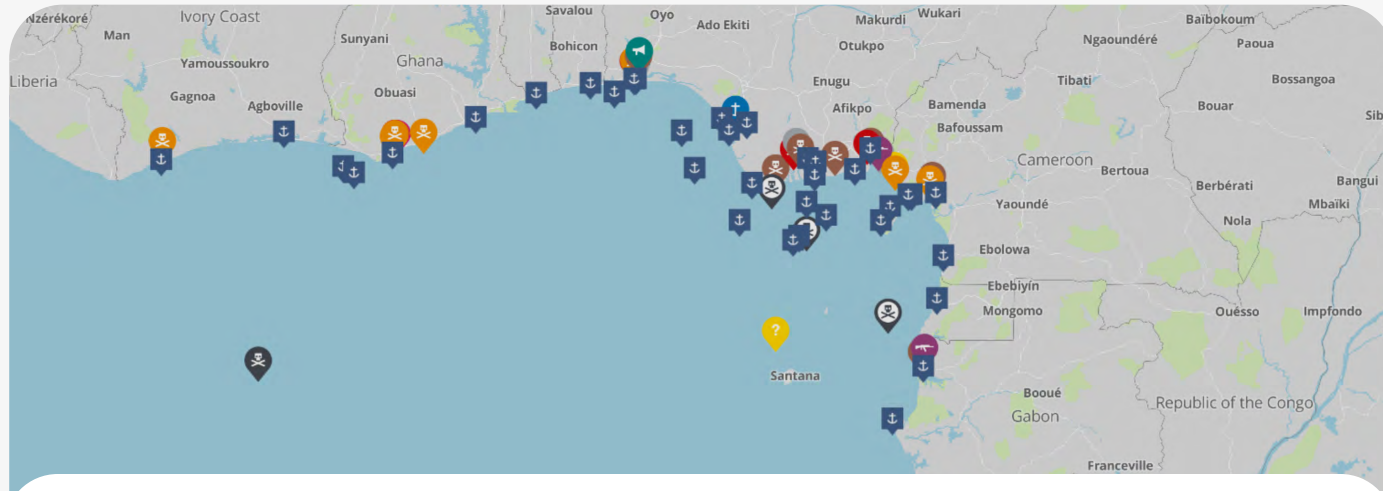 Nzérékoré
Ivory Coast
Savalou
Oyo
Wukari
Makurdi
Baibokoum
Man
Sunyani
Bohicon
Ado Ekiti
Otukpo
Ngaoundéré
Paoua
Yamoussoukro
Ghana
Liberia
Enugu
Tibati
Bossangoa
Gagnoa
Obuasi
Agboville
Afikpo
Bamenda
Bouar
Sib
Bafoussam
Cameroon
Bertoua
Berbérati
Bangui
Yaoundé
Mbaïki
Nola
Ebolowa
Ebebiyín
Mongomo
Ouésso
Impfondo
?
Santana
Booué
Gabon
Republic of the Congo
Franceville